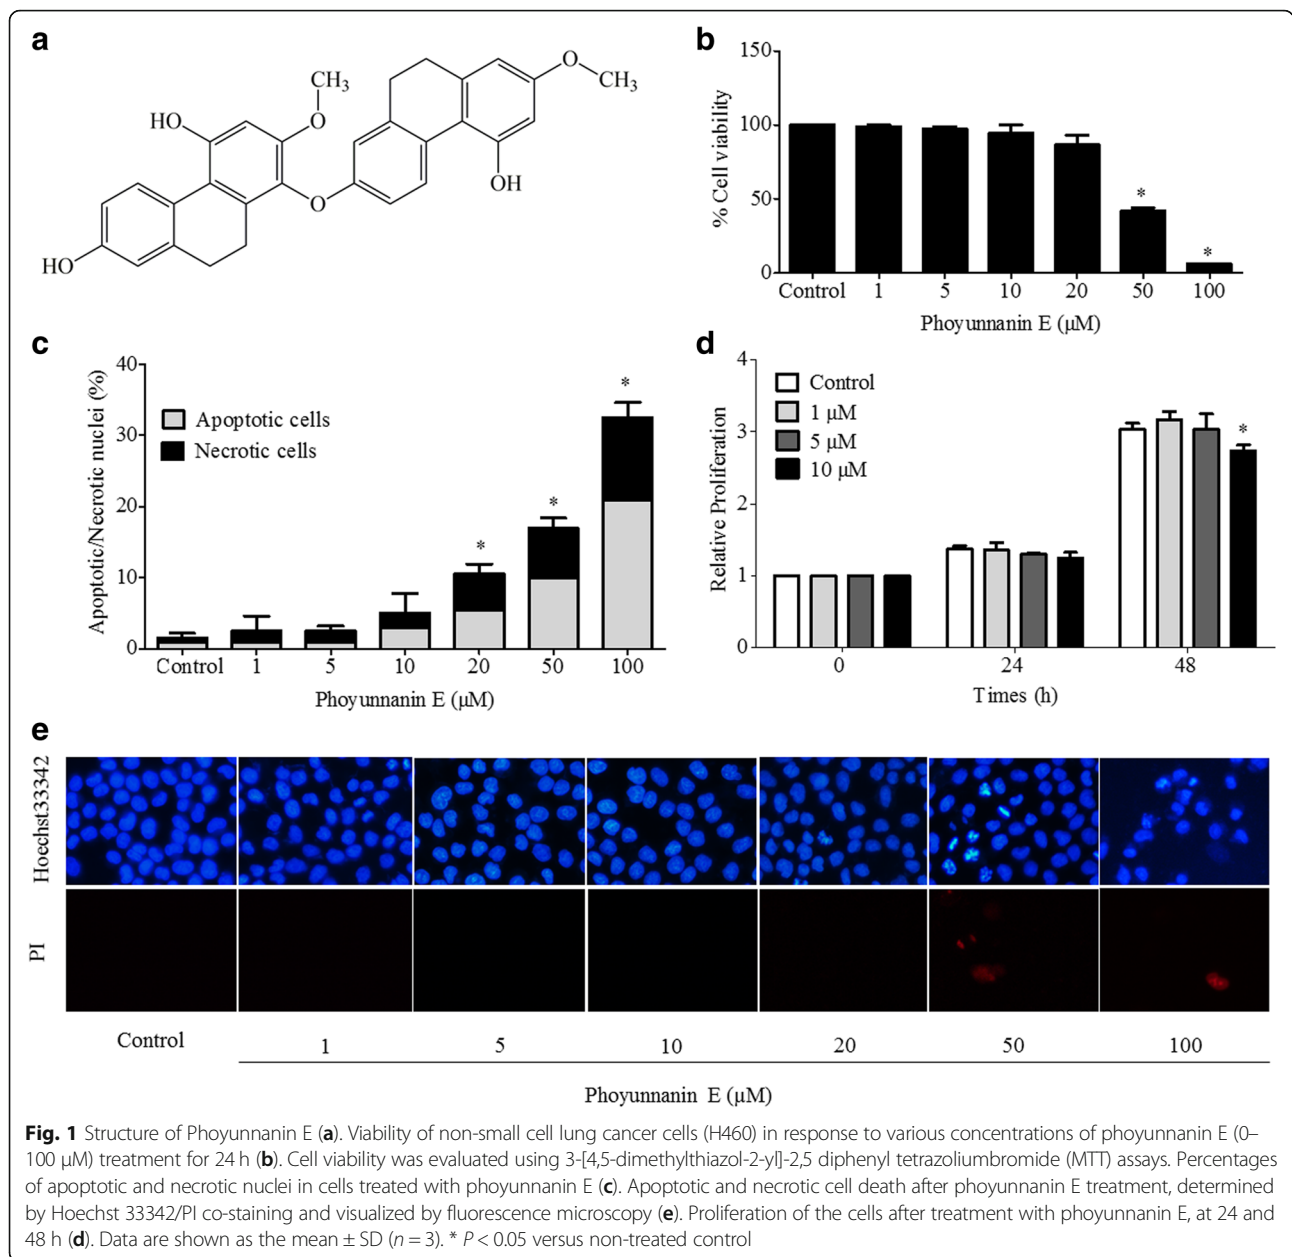 a
CH3
O
HO
O
HO
O
CH3
OH
b
150
100
50
0
% Cell viability
*
*
Control 1 5 10 20 50 100
Phoyunnanin E (μM)
c
40
30
20
10
0
Apoptotic/Necrotic nuclei (%)
Apoptotic cells
Necrotic cells
*
*
*
Control 1 5 10 20 50 100
Phoyunnanin E (μM)
d
4
3
2
1
0
Relative Proliferation
Control
1 μM
5 μM
10 μM
*
0 24 48
Times (h)
e
Hoechst33342
PI
Control 1 5 10 20 50 100
Phoyunnanin E (μM)
Fig. 1 Structure of Phoyunnanin E (a). Viability of non-small cell lung cancer cells (H460) in response to various concentrations of phoyunnanin E (0–
100 μM) treatment for 24 h (b). Cell viability was evaluated using 3-[4,5-dimethylthiazol-2-yl]-2,5 diphenyl tetrazoliumbromide (MTT) assays. Percentages
of apoptotic and necrotic nuclei in cells treated with phoyunnanin E (c). Apoptotic and necrotic cell death after phoyunnanin E treatment, determined
by Hoechst 33342/PI co-staining and visualized by fluorescence microscopy (e). Proliferation of the cells after treatment with phoyunnanin E, at 24 and
48 h (d). Data are shown as the mean ± SD (n = 3). * P < 0.05 versus non-treated control